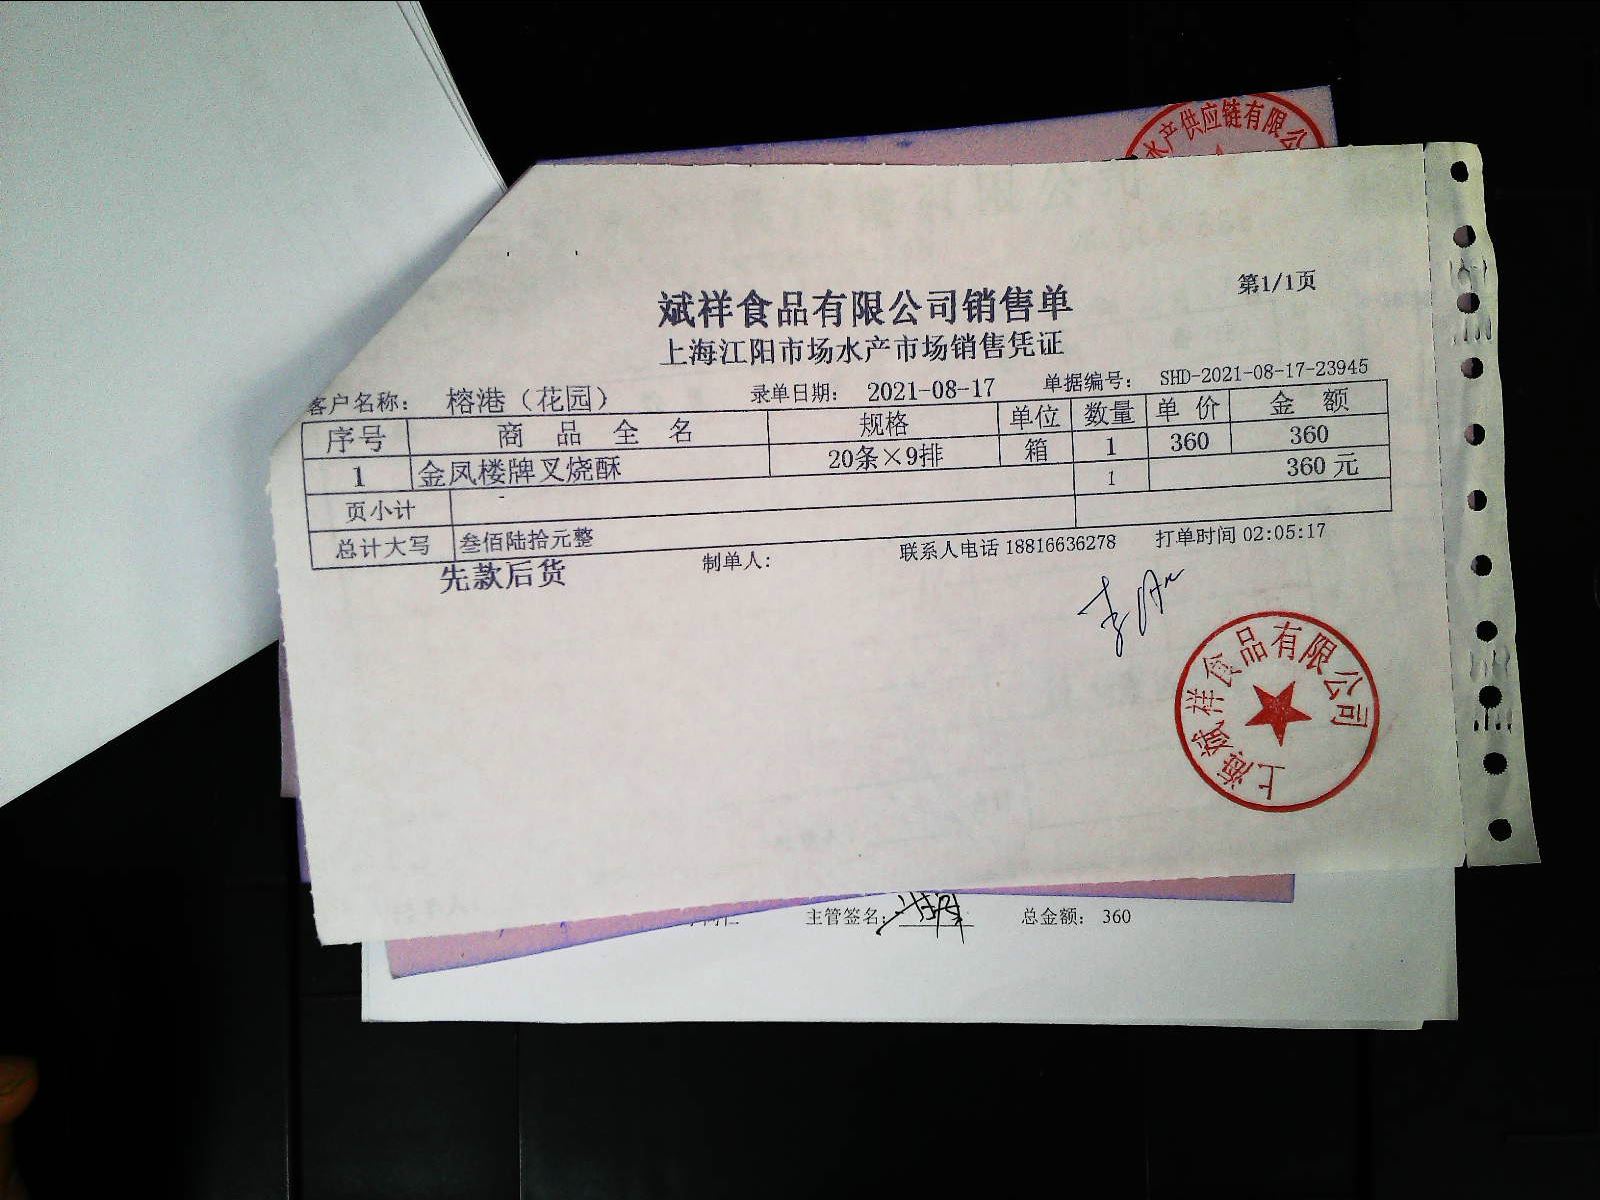 水产供应链有限公
第1/1页
斌祥食品有限公司销售单
上海江阳市场水产市场销售凭证
客户名称： 榕港（花园） 录单日期： 2021-08-17 单据编号： SHD-2021-08-17-23945
序号 商品全名 规格 单位 数量 单价 金额
1 金凤楼牌叉烧酥 20条×9排 箱 1 360 360
页小计 1 360元
总计大写 叁佰陆拾元整
先款后货 制单人: 联系人电话 18816636278 打单时间 02:05:17
上海斌祥食品有限公司
主管签名: 总金额: 360